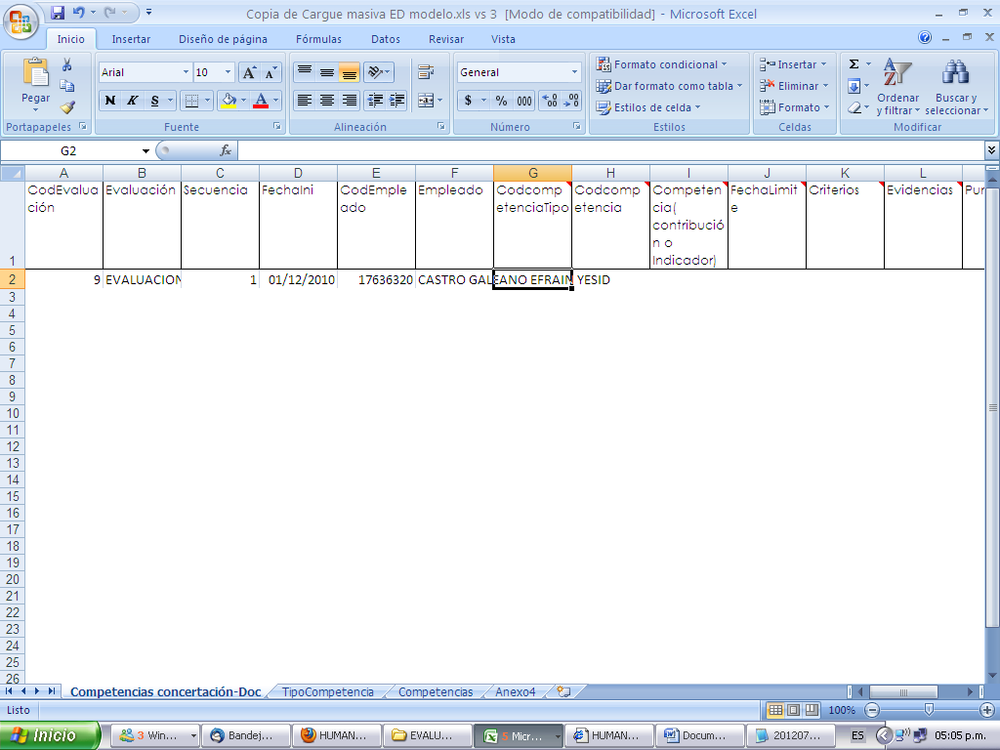 Copia de Cargue masiva ED modelo.xls vs 3 [Modo de compatibilidad] - Microsoft Excel
Inicio Insertar Diseño de página Fórmulas Datos Revisar Vista
Pegar
Arial 10
General
N K S
$ % 000
Formato condicional
Dar formato como tabla
Estilos de celda
Insertar
Eliminar
Formato
Σ
Ordenar y filtrar
Buscar y seleccionar
Portapapeles Fuente Alineación Número Estilos Celdas Modificar
G2 fx
A B C D E F G H I J K L
1 CodEvaluación Evaluación Secuencia FechaIni CodEmpleado Empleado CodcompetenciaTipo Codcompetencia Competencia( contribución o Indicador) FechaLimite Criterios Evidencias Pun
2 9 EVALUACION 1 01/12/2010 17636320 CASTRO GALEANO EFRAIN YESID
3
4
5
6
7
8
9
10
11
12
13
14
15
16
17
18
19
20
21
22
23
24
25
26
Competencias concertación-Doc TipoCompetencia Competencias Anexo4
Listo 100%
Inicio 3 Win... Bandej... HUMAN... EVALU... 5 Micr... HUMAN... Docum... 201207... ES 05:05 p.m.